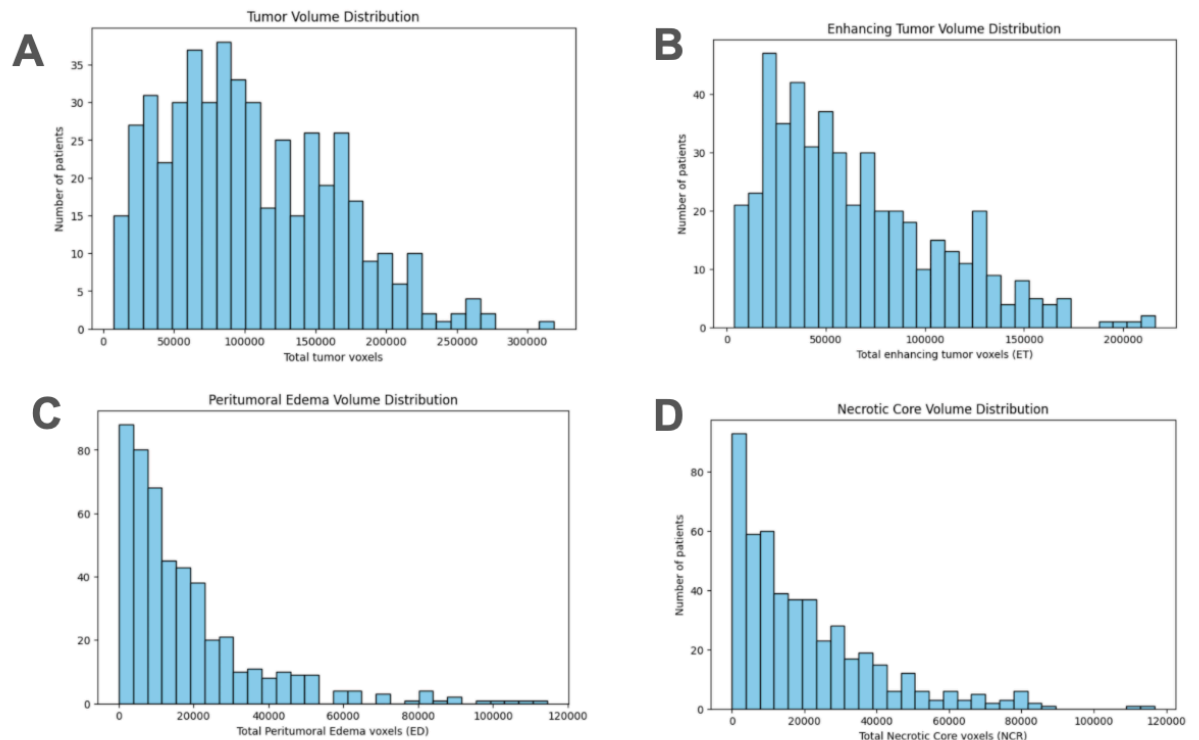 A
Tumor Volume Distribution
Number of patients
35
30
25
20
15
10
5
0
0 50000 100000 150000 200000 250000 300000
Total tumor voxels
B
Enhancing Tumor Volume Distribution
Number of patients
40
30
20
10
0
0 50000 100000 150000 200000
Total enhancing tumor voxels (ET)
C
Peritumoral Edema Volume Distribution
80
60
40
20
0
0 20000 40000 60000 80000 100000 120000
Total Peritumoral Edema voxels (ED)
D
Necrotic Core Volume Distribution
Number of patients
80
60
40
20
0
0 20000 40000 60000 80000 100000 120000
Total Necrotic Core voxels (NCR)